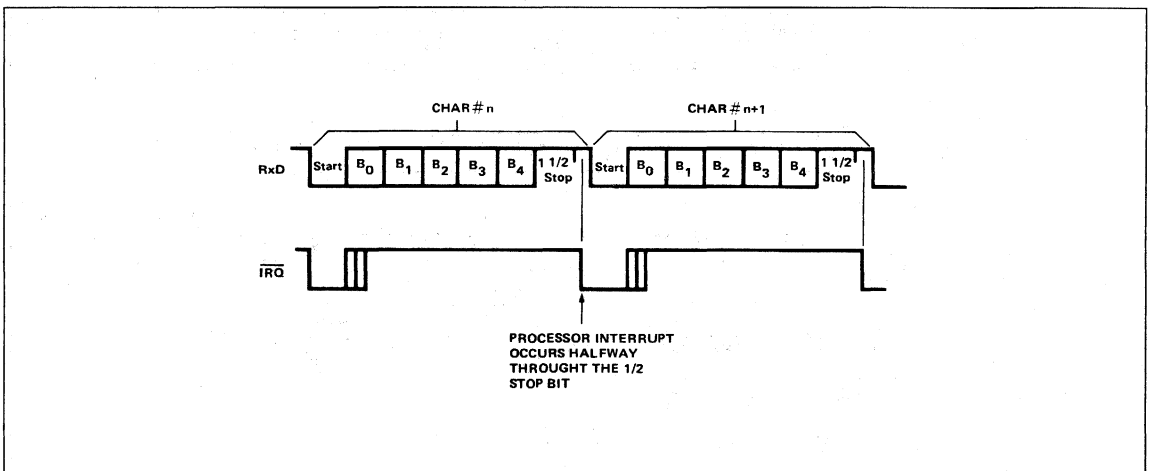 CHAR # n CHAR # n+1
RxD Start B0 B1 B2 B3 B4 1 1/2 Stop Start B0 B1 B2 B3 B4 1 1/2 Stop
IRQ
PROCESSOR INTERRUPT
OCCURS HALFWAY
THROUGHT THE 1/2
STOP BIT